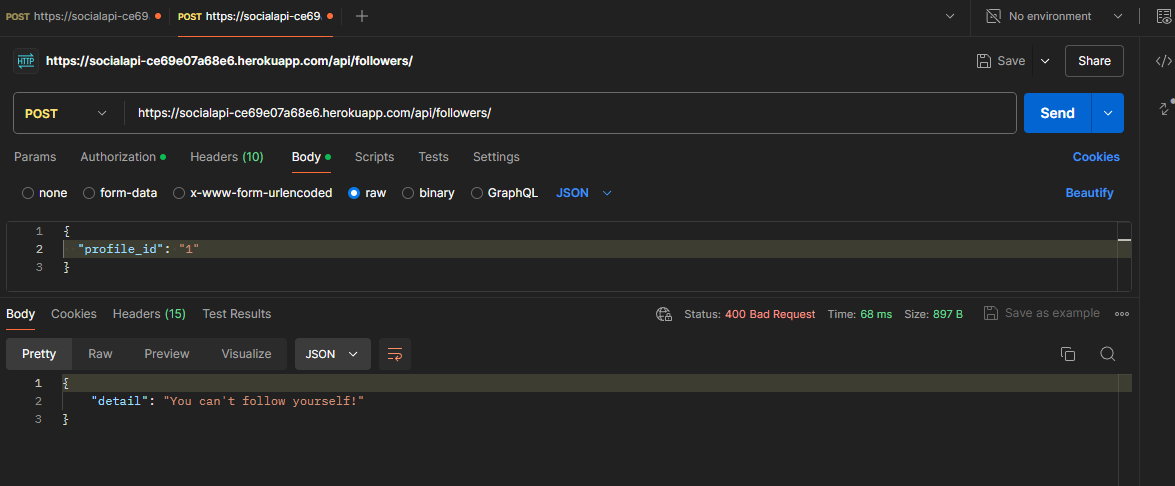 POST https://socialapi-ce69. POST https://socialapi-ce69. No environment
HTTP https://socialapi-ce69e07a68e6.herokuapp.com/api/followers/ Save Share
POST https://socialapi-ce69e07a68e6.herokuapp.com/api/followers/ Send
Params Authorization Headers (10) Body Scripts Tests Settings Cookies
none form-data x-www-form-urlencoded raw binary GraphQL JSON Beautify
1 {
2 "profile_id": "1"
3 }
Body Cookies Headers (15) Test Results Status: 400 Bad Request Time: 68 ms Size: 897 B Save as example
Pretty Raw Preview Visualize JSON
1 {
2 "detail": "You can't follow yourself!"
3 }